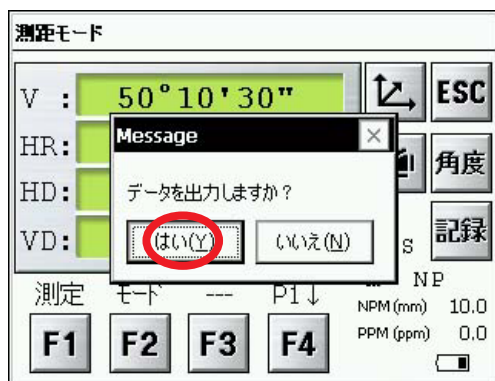 測距モード
V : 50°10'30"
ESC
HR:
Message
角度
HD:
データを出力しますか？
はい(Y) いいえ(N)
VD:
S
記録
NP
測定 モード --- P1↓
NPM(mm) 10.0
F1 F2 F3 F4
PPM(ppm) 0.0